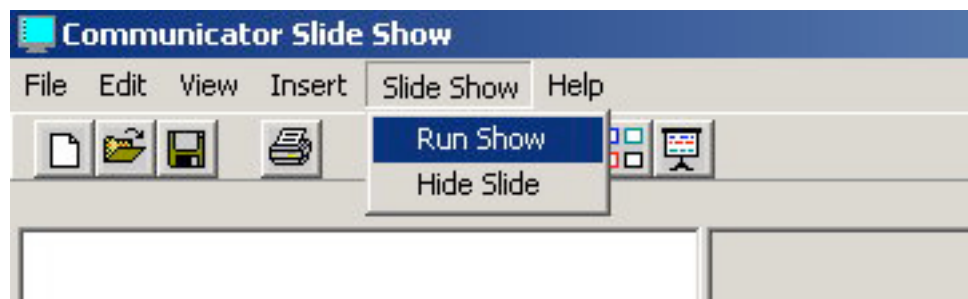 Communicator Slide Show
File Edit View Insert Slide Show Help
Run Show
Hide Slide